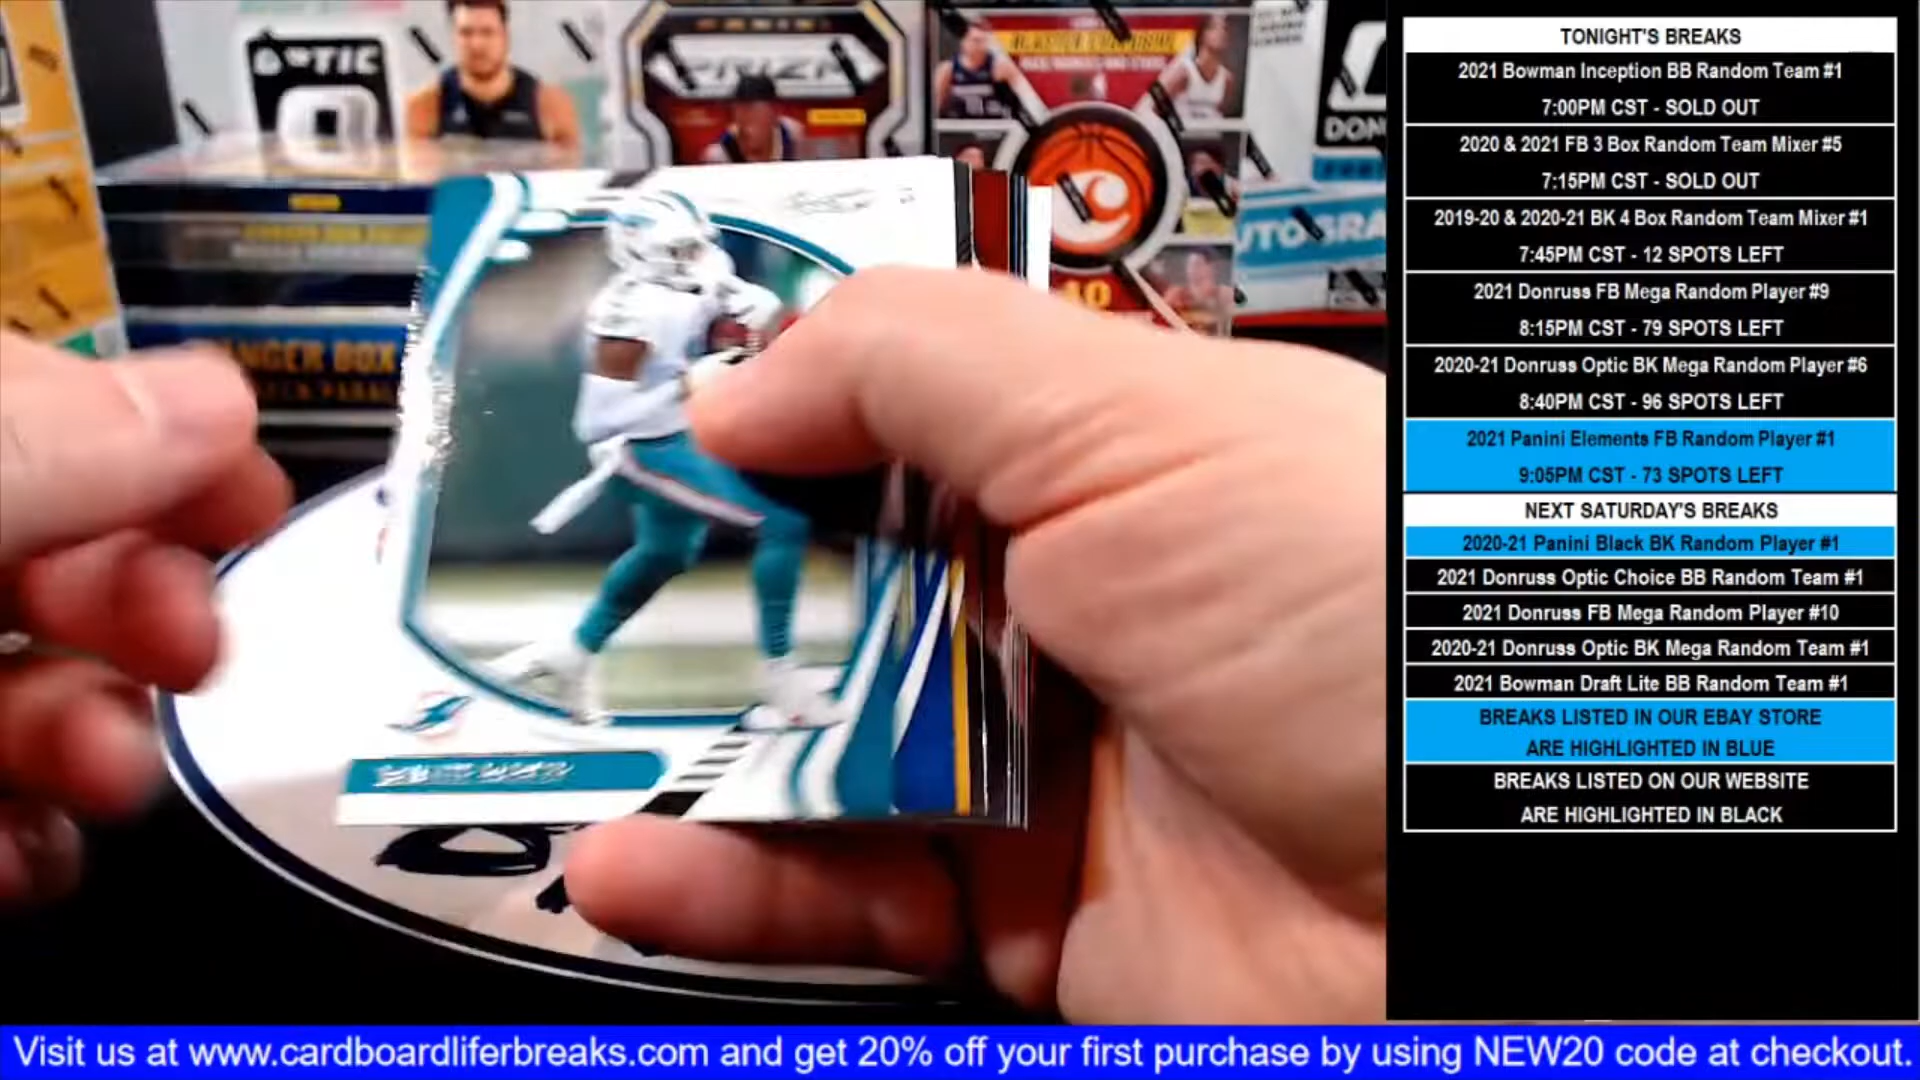 OPTIC
PRIZM
DON
AUTOGRA
40
ANGER BOX
TONIGHT'S BREAKS
2021 Bowman Inception BB Random Team #1
7:00PM CST - SOLD OUT
2020 & 2021 FB 3 Box Random Team Mixer #5
7:15PM CST - SOLD OUT
2019-20 & 2020-21 BK 4 Box Random Team Mixer #1
7:45PM CST - 12 SPOTS LEFT
2021 Donruss FB Mega Random Player #9
8:15PM CST - 79 SPOTS LEFT
2020-21 Donruss Optic BK Mega Random Player #6
8:40PM CST - 96 SPOTS LEFT
2021 Panini Elements FB Random Player #1
9:05PM CST - 73 SPOTS LEFT
NEXT SATURDAY'S BREAKS
2020-21 Panini Black BK Random Player #1
2021 Donruss Optic Choice BB Random Team #1
2021 Donruss FB Mega Random Player #10
2020-21 Donruss Optic BK Mega Random Team #1
2021 Bowman Draft Lite BB Random Team #1
BREAKS LISTED IN OUR EBAY STORE
ARE HIGHLIGHTED IN BLUE
BREAKS LISTED ON OUR WEBSITE
ARE HIGHLIGHTED IN BLACK
Visit us at www.cardboardliferbreaks.com and get 20% off your first purchase by using NEW20 code at checkout.